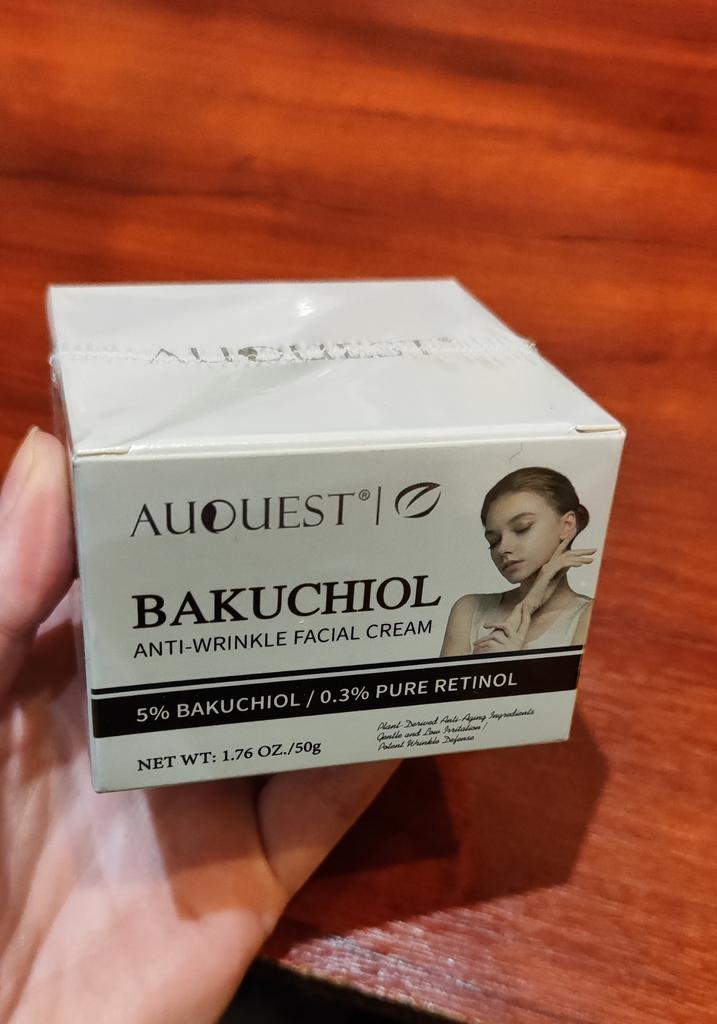 AUQUEST®
AUQUEST®
BAKUCHIOL
ANTI-WRINKLE FACIAL CREAM
5% BAKUCHIOL / 0.3% PURE RETINOL
NET WT: 1.76 OZ./50g
Plant-Derived Anti-Aging Ingredients
Gentle and Low Irritation /
Potent Wrinkle Defense